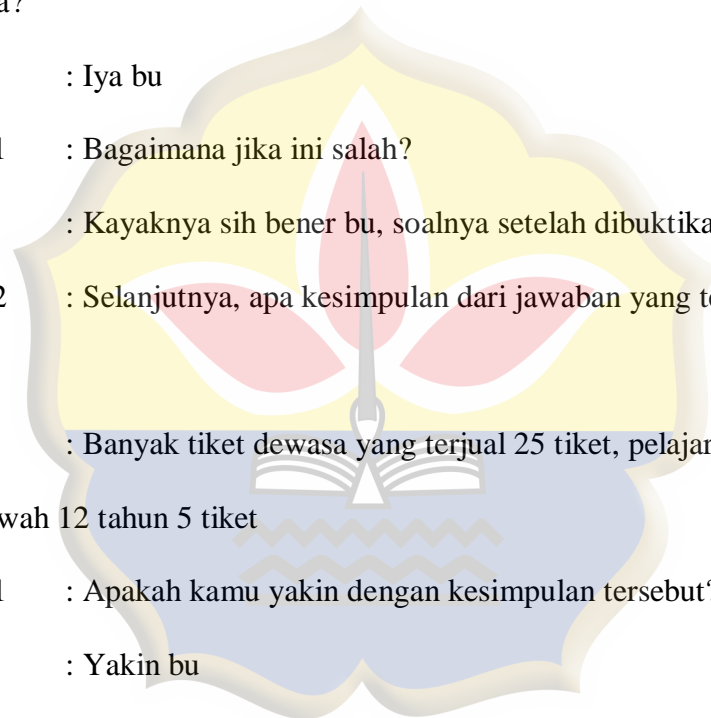 a?
: Iya bu
1 : Bagaimana jika ini salah?
: Kayaknya sih bener bu, soalnya setelah dibuktika
2 : Selanjutnya, apa kesimpulan dari jawaban yang te
: Banyak tiket dewasa yang terjual 25 tiket, pelajar
wah 12 tahun 5 tiket
1 : Apakah kamu yakin dengan kesimpulan tersebut?
: Yakin bu